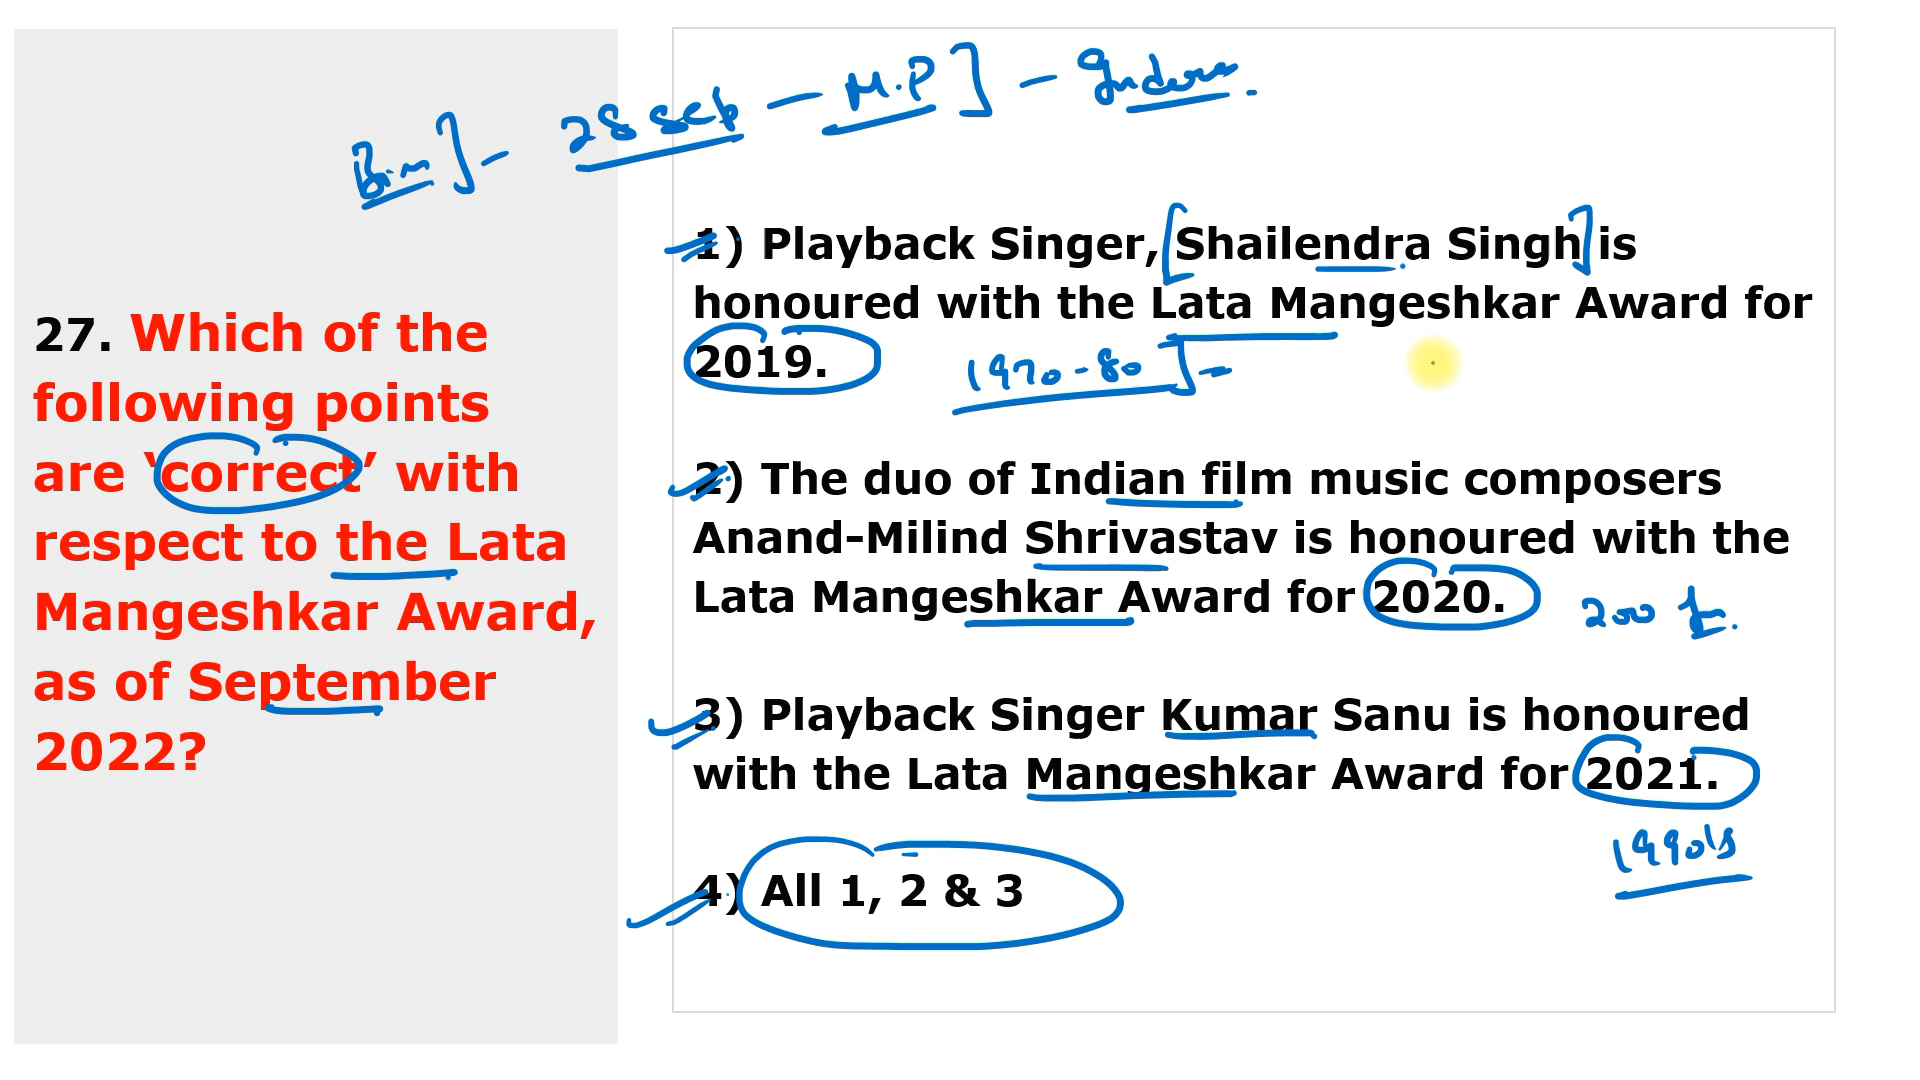 28 Sep - M.P] - Indore.
27. Which of the
following points
are ‘correct’ with
respect to the Lata
Mangeshkar Award,
as of September
2022?
1) Playback Singer, [Shailendra Singh] is
honoured with the Lata Mangeshkar Award for
2019.
1970-80] -
2) The duo of Indian film music composers
Anand-Milind Shrivastav is honoured with the
Lata Mangeshkar Award for 2020.
200
3) Playback Singer Kumar Sanu is honoured
with the Lata Mangeshkar Award for 2021.
1990's
4) All 1, 2 & 3